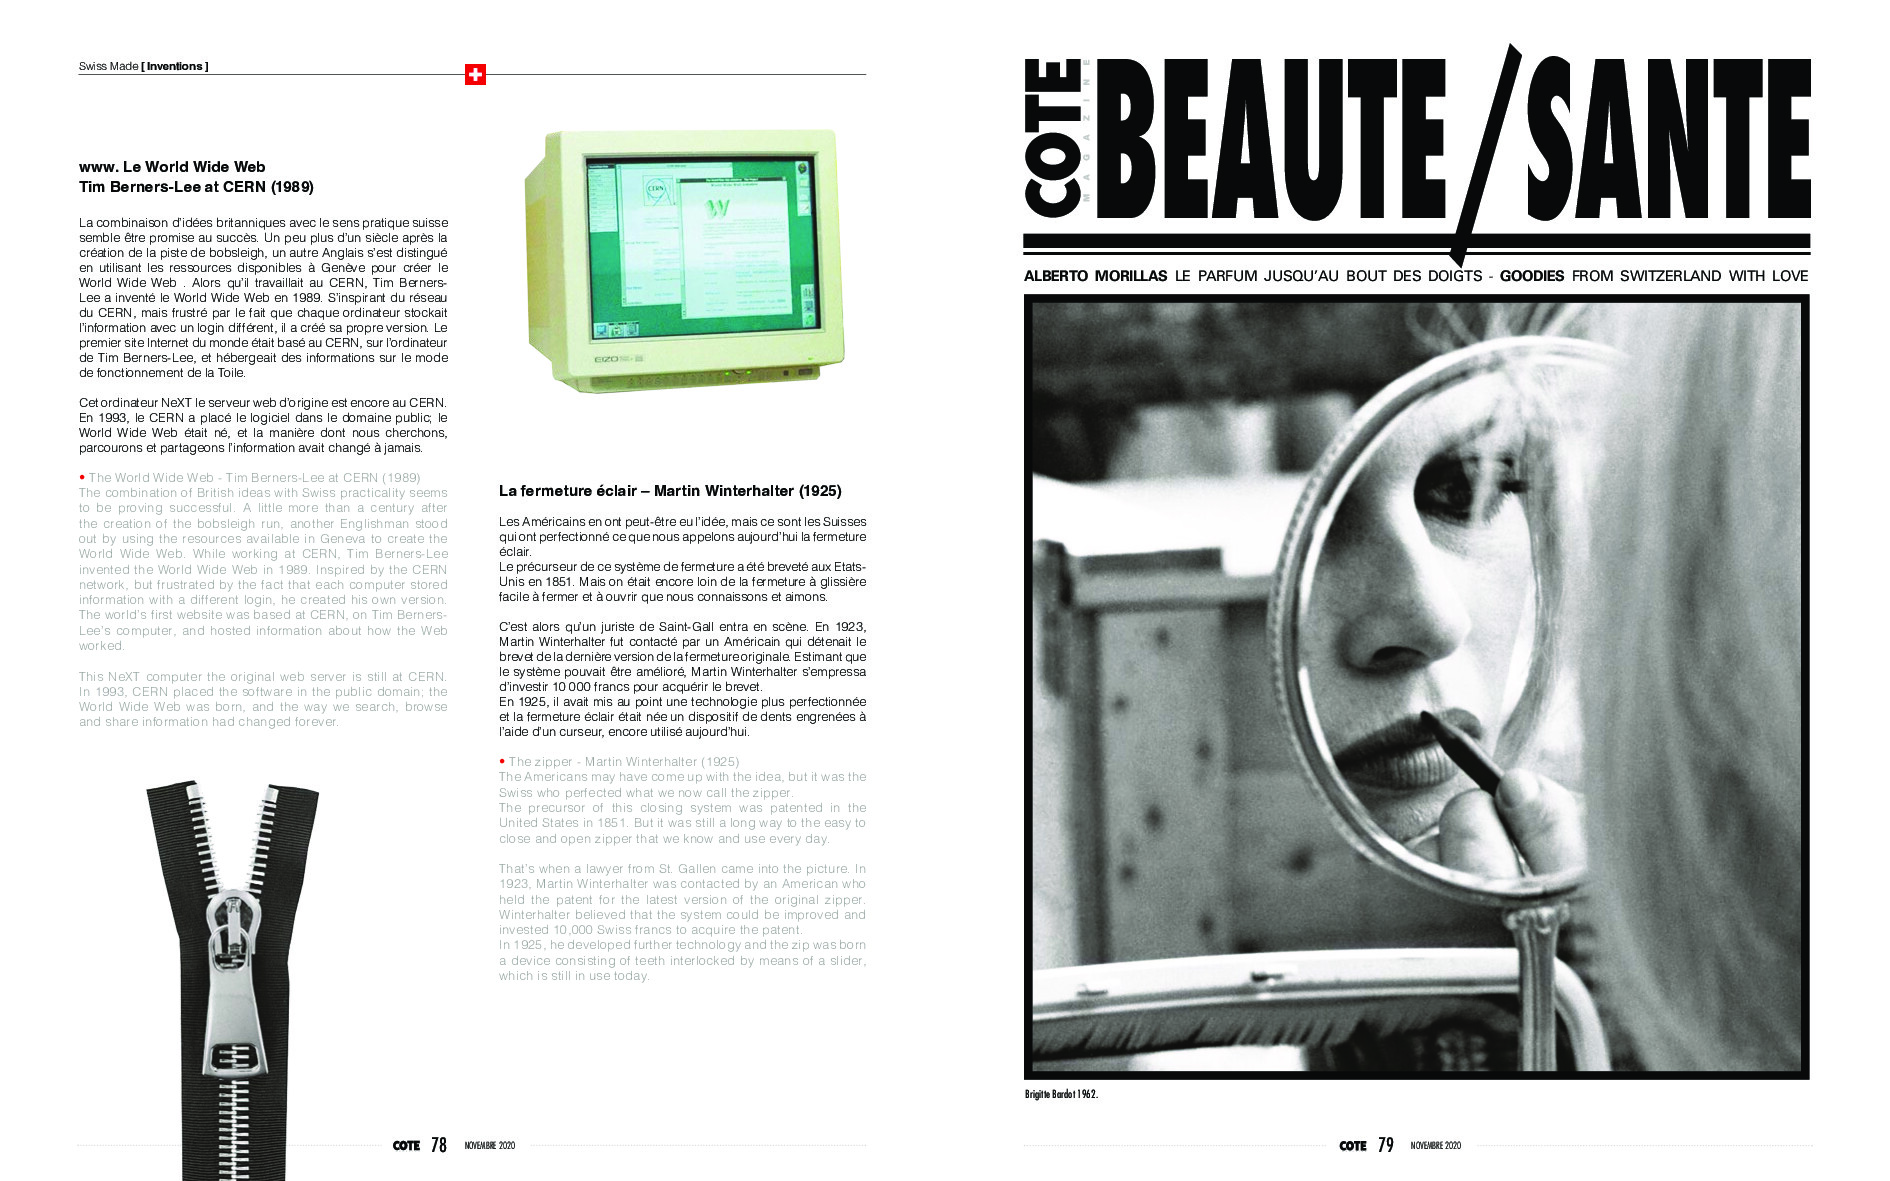 Swiss Made [ Inventions ]
www. Le World Wide Web
Tim Berners-Lee at CERN (1989)
La combinaison d'idées britanniques avec le sens pratique suisse
semble être promise au succès. Un peu plus d'un siècle après la
création de la piste de bobsleigh, un autre Anglais s'est distingué
en utilisant les ressources disponibles à Genève pour créer le
World Wide Web . Alors qu'il travaillait au CERN, Tim Berners-
Lee a inventé le World Wide Web en 1989. S'inspirant du réseau
du CERN, mais frustré par le fait que chaque ordinateur stockait
l'information avec un login différent, il a créé sa propre version. Le
premier site Internet du monde était basé au CERN, sur l'ordinateur
de Tim Berners-Lee, et hébergeait des informations sur le mode
de fonctionnement de la Toile.
Cet ordinateur NeXT le serveur web d'origine est encore au CERN.
En 1993, le CERN a placé le logiciel dans le domaine public; le
World Wide Web était né, et la manière dont nous cherchons,
parcourons et partageons l'information avait changé à jamais.
• The World Wide Web - Tim Berners-Lee at CERN (1989)
The combination of British ideas with Swiss practicality seems
to be proving successful. A little more than a century after
the creation of the bobsleigh run, another Englishman stood
out by using the resources available in Geneva to create the
World Wide Web. While working at CERN, Tim Berners-Lee
invented the World Wide Web in 1989. Inspired by the CERN
network, but frustrated by the fact that each computer stored
information with a different login, he created his own version.
The world's first website was based at CERN, on Tim Berners-
Lee's computer, and hosted information about how the Web
worked.
This NeXT computer the original web server is still at CERN.
In 1993, CERN placed the software in the public domain; the
World Wide Web was born, and the way we search, browse
and share information had changed forever.
CERN
W
EIZO
La fermeture éclair – Martin Winterhalter (1925)
Les Américains en ont peut-être eu l'idée, mais ce sont les Suisses
qui ont perfectionné ce que nous appelons aujourd'hui la fermeture
éclair.
Le précurseur de ce système de fermeture a été breveté aux Etats-
Unis en 1851. Mais on était encore loin de la fermeture à glissière
facile à fermer et à ouvrir que nous connaissons et aimons.
C'est alors qu'un juriste de Saint-Gall entra en scène. En 1923,
Martin Winterhalter fut contacté par un Américain qui détenait le
brevet de la dernière version de la fermeture originale. Estimant que
le système pouvait être amélioré, Martin Winterhalter s'empressa
d'investir 10 000 francs pour acquérir le brevet.
En 1925, il avait mis au point une technologie plus perfectionnée
et la fermeture éclair était née un dispositif de dents engrenées à
l'aide d'un curseur, encore utilisé aujourd'hui.
• The zipper - Martin Winterhalter (1925)
The Americans may have come up with the idea, but it was the
Swiss who perfected what we now call the zipper.
The precursor of this closing system was patented in the
United States in 1851. But it was still a long way to the easy to
close and open zipper that we know and use every day.
That's when a lawyer from St. Gallen came into the picture. In
1923, Martin Winterhalter was contacted by an American who
held the patent for the latest version of the original zipper.
Winterhalter believed that the system could be improved and
invested 10,000 Swiss francs to acquire the patent.
In 1925, he developed further technology and the zip was born
a device consisting of teeth interlocked by means of a slider,
which is still in use today.
COTE 78 NOVEMBRE 2020
COTE
MAGAZINE
BEAUTE/SANTE
ALBERTO MORILLAS LE PARFUM JUSQU'AU BOUT DES DOIGTS - GOODIES FROM SWITZERLAND WITH LOVE
Brigitte Bardot 1962.
COTE 79 NOVEMBRE 2020